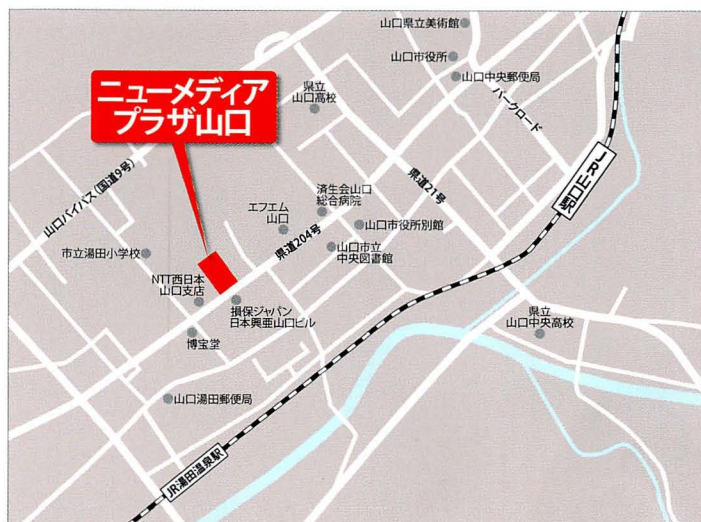 山口県立美術館
山口市役所
山口中央郵便局
パークロード
ニューメディア
プラザ山口
県立
山口高校
県道21号
JR山口駅
山口バイパス(国道9号)
エフエム
山口
済生会山口
総合病院
山口市役所別館
県道204号
山口市立
中央図書館
市立湯田小学校
NTT西日本
山口支店
損保ジャパン
日本興亜山口ビル
県立
山口中央高校
博宝堂
山口湯田郵便局
JR湯田温泉駅